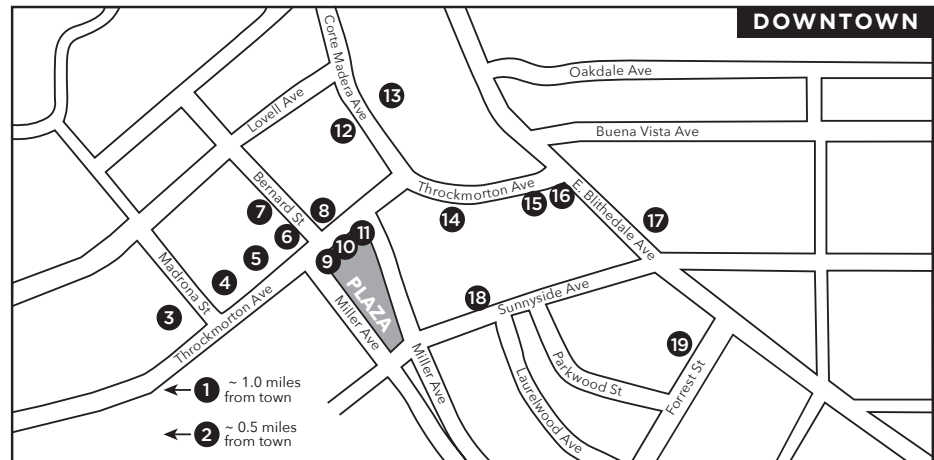 DOWNTOWN
Corte Madera Ave
Oakdale Ave
13
Lovell Ave
12
Buena Vista Ave
Bernard St
Throckmorton Ave
E. Blithedale Ave
7
8
14
15
16
17
6
11
10
9
5
4
PLAZA
Madrona St
3
Throckmorton Ave
Miller Ave
18
Sunnyside Ave
19
Miller Ave
Parkwood St
Laurelwood Ave
Forrest St
1
~ 1.0 miles
from town
2
~ 0.5 miles
from town